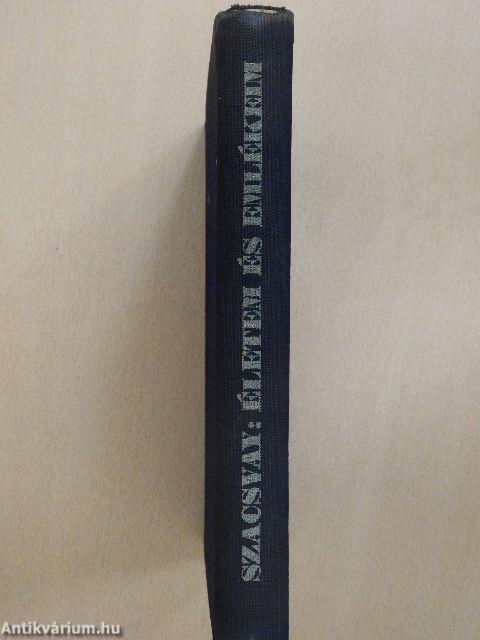 SZACSVAY: ÉLETEM ÉS EMLÉKEIM
Antikvárium.hu